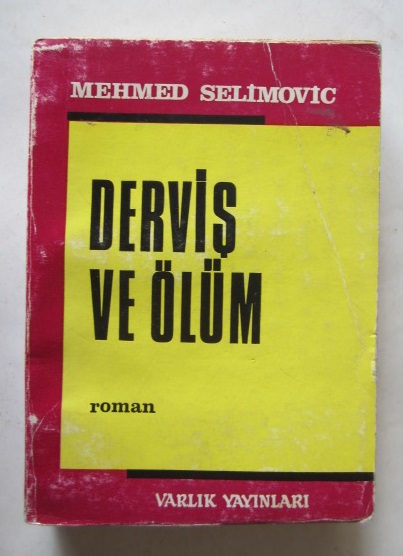 MEHMED SELİMOVİC
DERVİŞ
VE ÖLÜM
roman
VARLIK YAYINLARI